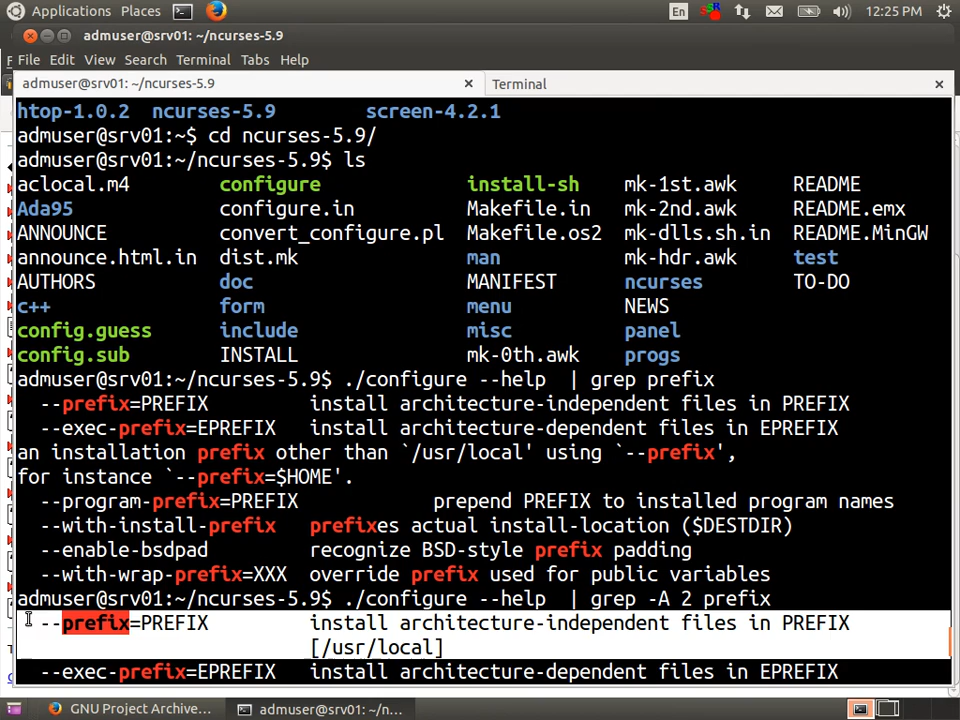 Applications Places En 12:25 PM
admuser@srv01: ~/ncurses-5.9
File Edit View Search Terminal Tabs Help
admuser@srv01: ~/ncurses-5.9 × Terminal ×
htop-1.0.2 ncurses-5.9 screen-4.2.1
admuser@srv01:~$ cd ncurses-5.9/
admuser@srv01:~/ncurses-5.9$ ls
aclocal.m4 configure install-sh mk-1st.awk README
Ada95 configure.in Makefile.in mk-2nd.awk README.emx
ANNOUNCE convert_configure.pl Makefile.os2 mk-dlls.sh.in README.MinGW
announce.html.in dist.mk man mk-hdr.awk test
AUTHORS doc MANIFEST ncurses TO-DO
c++ form menu NEWS
config.guess include misc panel
config.sub INSTALL mk-0th.awk progs
admuser@srv01:~/ncurses-5.9$ ./configure --help | grep prefix
--prefix=PREFIX install architecture-independent files in PREFIX
--exec-prefix=EPREFIX install architecture-dependent files in EPREFIX
an installation prefix other than `/usr/local' using `--prefix',
for instance `--prefix=$HOME'.
--program-prefix=PREFIX prepend PREFIX to installed program names
--with-install-prefix prefixes actual install-location ($DESTDIR)
--enable-bsdpad recognize BSD-style prefix padding
--with-wrap-prefix=XXX override prefix used for public variables
admuser@srv01:~/ncurses-5.9$ ./configure --help | grep -A 2 prefix
--prefix=PREFIX install architecture-independent files in PREFIX
[/usr/local]
--exec-prefix=EPREFIX install architecture-dependent files in EPREFIX
GNU Project Archive... admuser@srv01: ~/n...